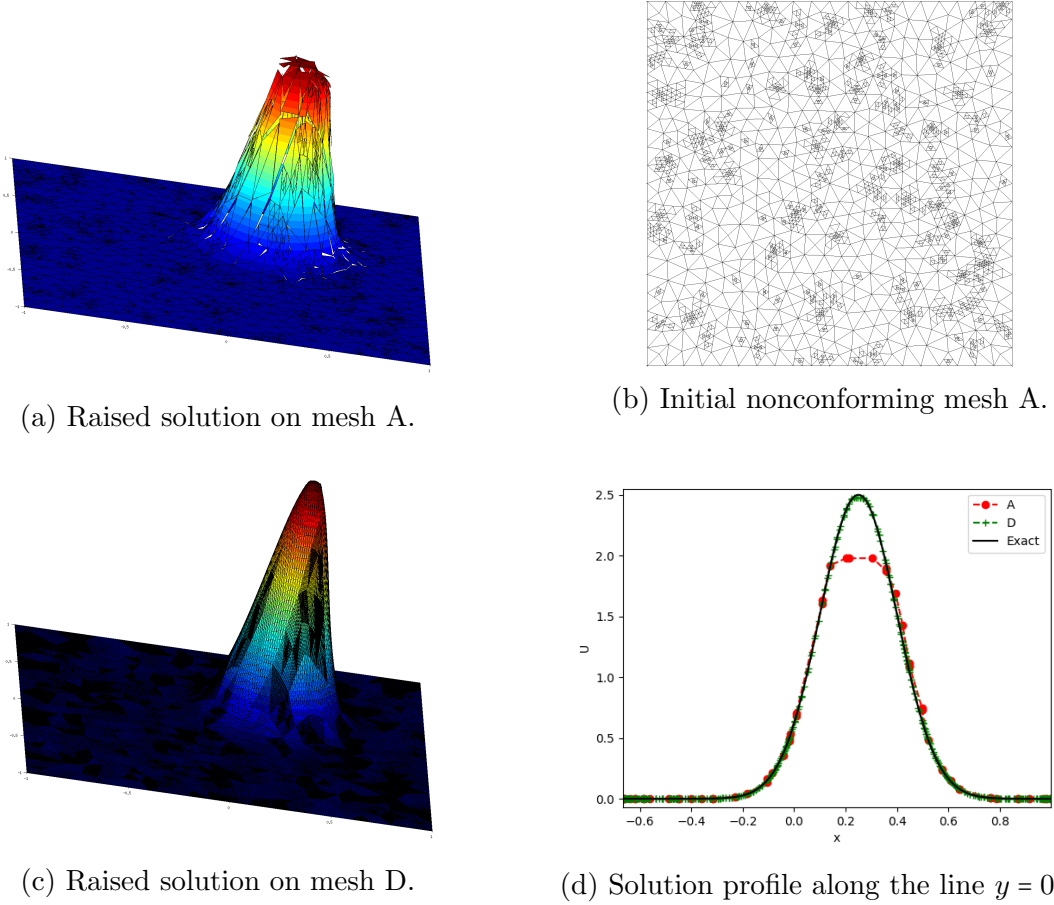 (a) Raised solution on mesh A.
(b) Initial nonconforming mesh A.
(c) Raised solution on mesh D.
2.5
2.0
1.5
1.0
0.5
0.0
U
−0.6
−0.4
−0.2
0.0
0.2
0.4
0.6
0.8
x
A
D
Exact
(d) Solution profile along the line y = 0